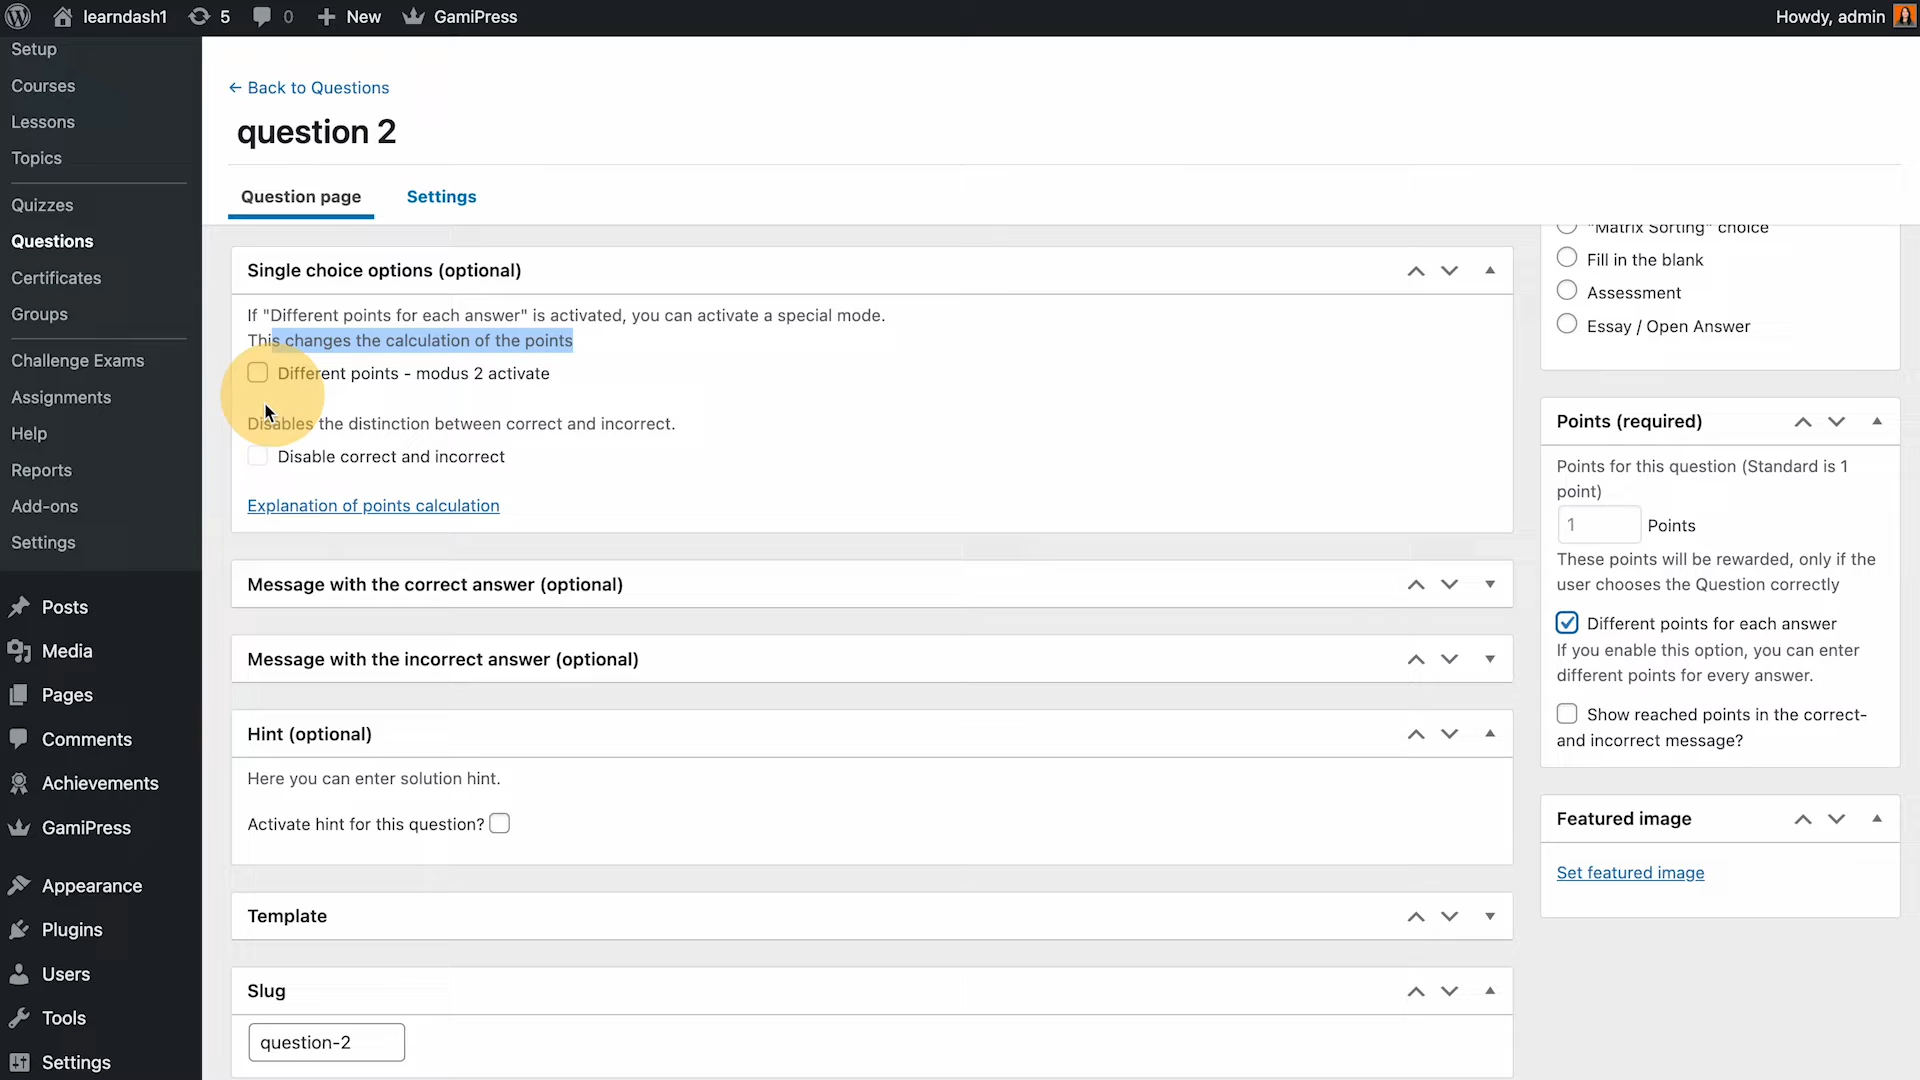 learndash1
5
0
New
GamiPress
Howdy, admin
Setup
Courses
Lessons
Topics
Quizzes
Questions
Certificates
Groups
Challenge Exams
Assignments
Help
Reports
Add-ons
Settings
Posts
Media
Pages
Comments
Achievements
GamiPress
Appearance
Plugins
Users
Tools
Settings
← Back to Questions
question 2
Question page
Settings
Single choice options (optional)
If "Different points for each answer" is activated, you can activate a special mode.
This changes the calculation of the points
Different points - modus 2 activate
Disables the distinction between correct and incorrect.
Disable correct and incorrect
Explanation of points calculation
Message with the correct answer (optional)
Message with the incorrect answer (optional)
Hint (optional)
Here you can enter solution hint.
Activate hint for this question?
Template
Slug
question-2
"Matrix Sorting" choice
Fill in the blank
Assessment
Essay / Open Answer
Points (required)
Points for this question (Standard is 1
point)
1 Points
These points will be rewarded, only if the
user chooses the Question correctly
Different points for each answer
If you enable this option, you can enter
different points for every answer.
Show reached points in the correct-
and incorrect message?
Featured image
Set featured image